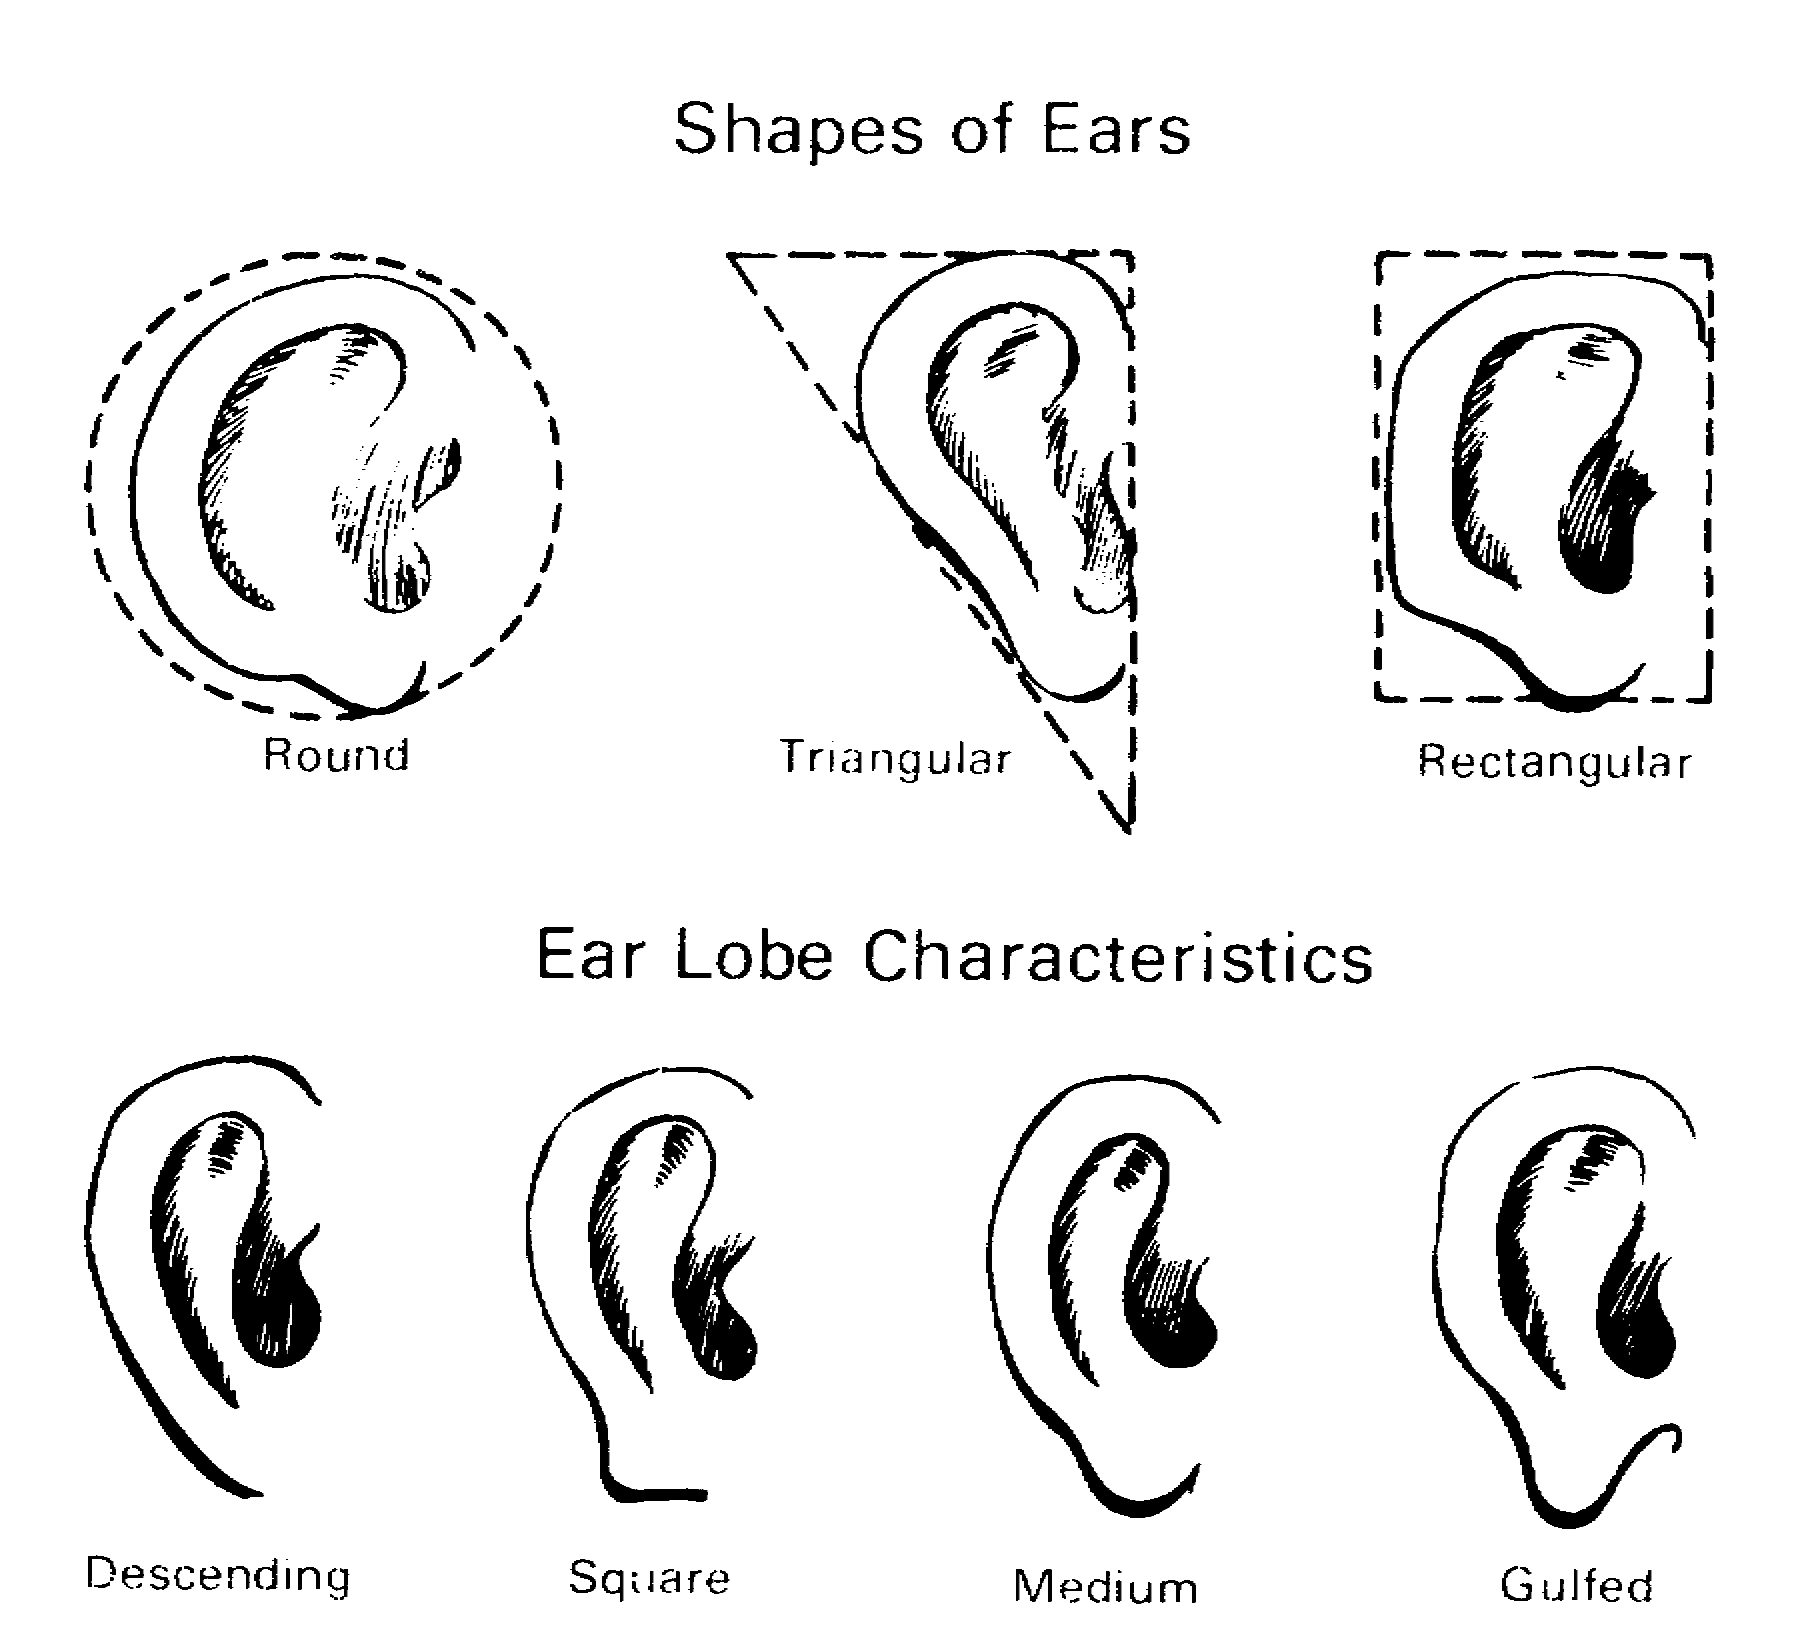 Shapes of Ears
Round
Triangular
Rectangular
Ear Lobe Characteristics
Descending
Square
Medium
Gulfed